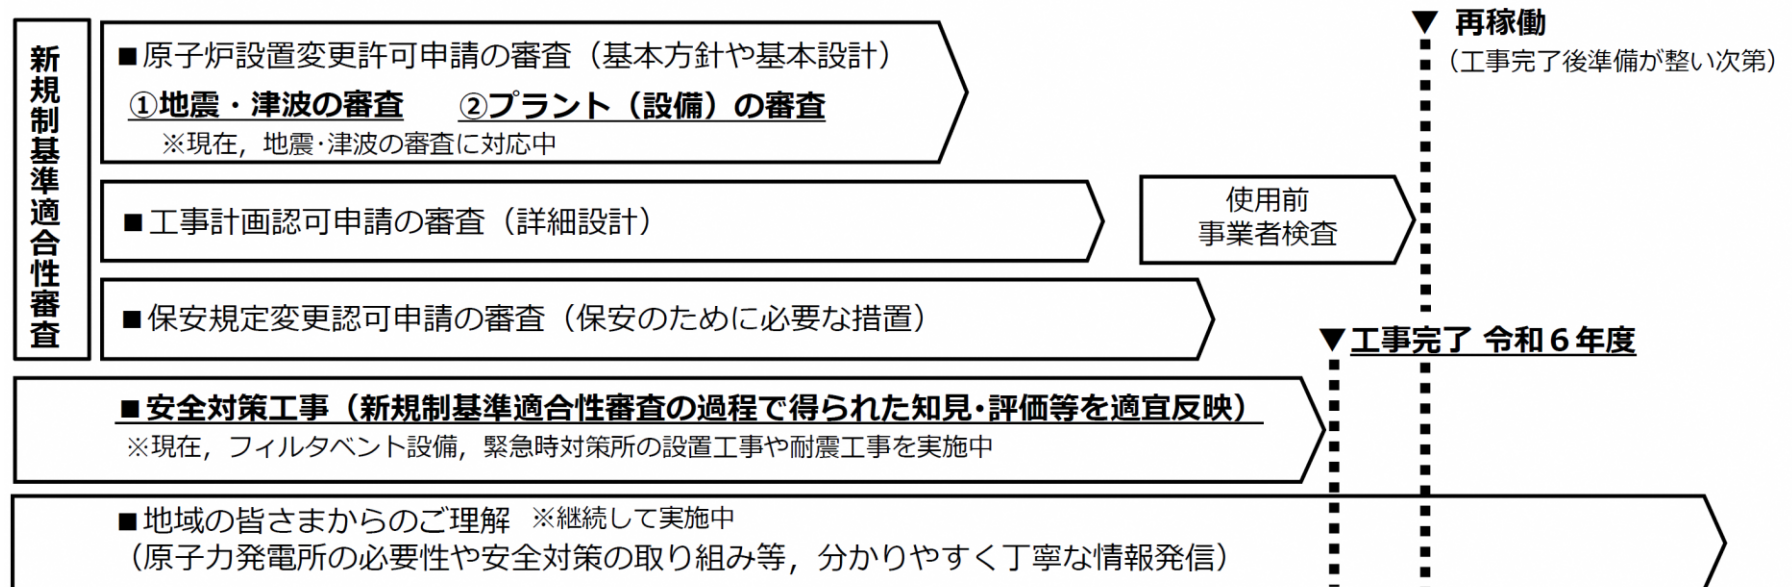 新規制基準適合性審査
■原子炉設置変更許可申請の審査（基本方針や基本設計）
①地震・津波の審査　②プラント（設備）の審査
※現在，地震･津波の審査に対応中
■工事計画認可申請の審査（詳細設計）
使用前
事業者検査
■保安規定変更認可申請の審査（保安のために必要な措置）
▼ 再稼働
（工事完了後準備が整い次第）
▼工事完了 令和６年度
■安全対策工事（新規制基準適合性審査の過程で得られた知見･評価等を適宜反映）
※現在，フィルタベント設備，緊急時対策所の設置工事や耐震工事を実施中
■地域の皆さまからのご理解　※継続して実施中
（原子力発電所の必要性や安全対策の取り組み等，分かりやすく丁寧な情報発信）